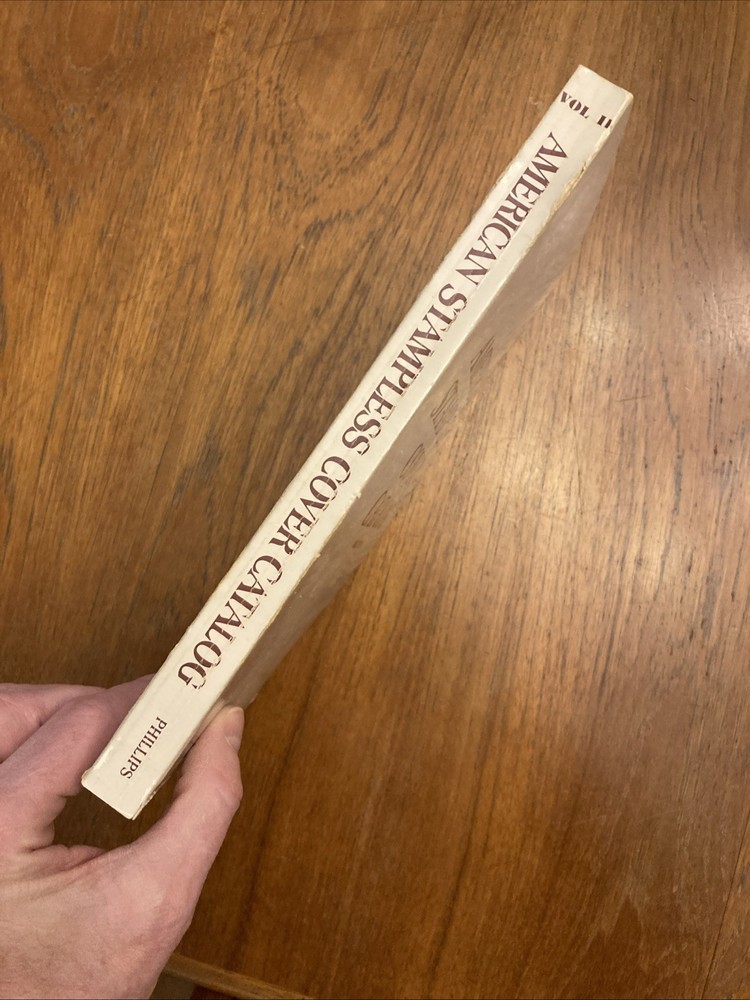 VOL II
AMERICAN STAMPLESS COVER CATALOG
PHILLIPS